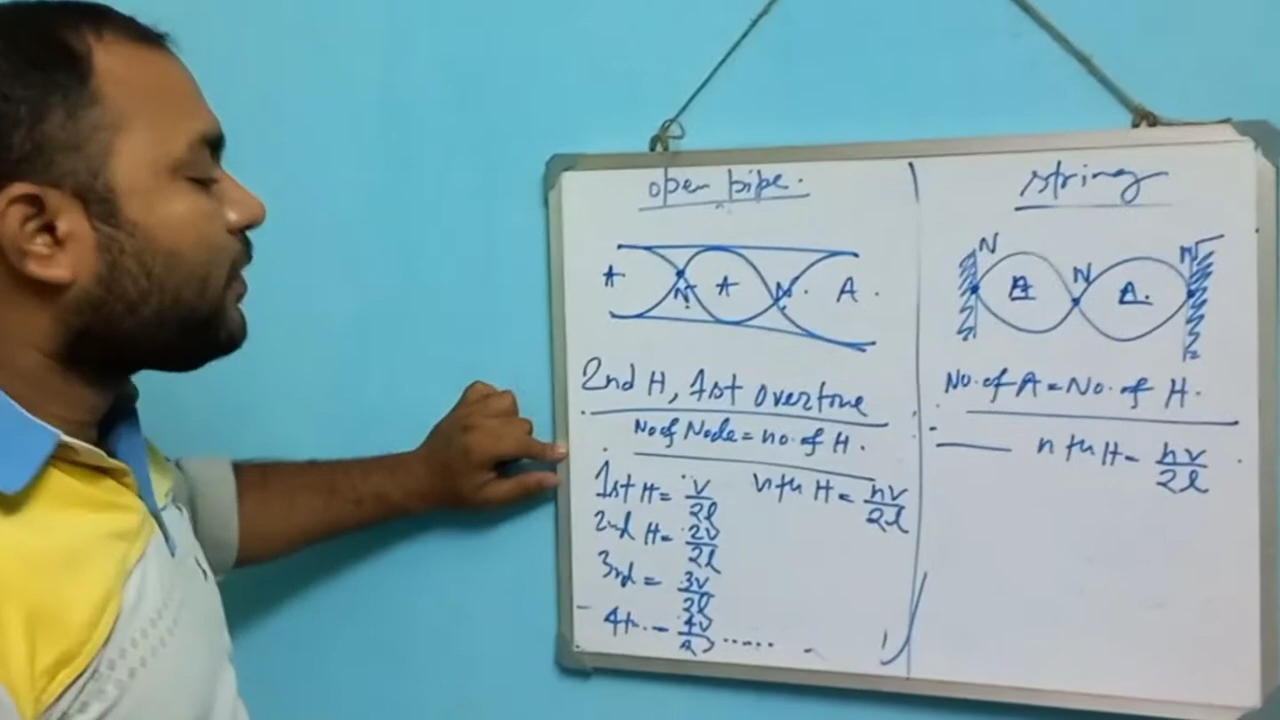 open pipe.
A N A N. A.
2nd H, 1st overtone
No of Node = no. of H.
1st H = v/2l
nth H = nv/2l
2nd H = 2v/2l
3rd = 3v/2l
4th. = 4v
string
N N N
A A.
No. of A = No. of H.
nth H = nv/2l